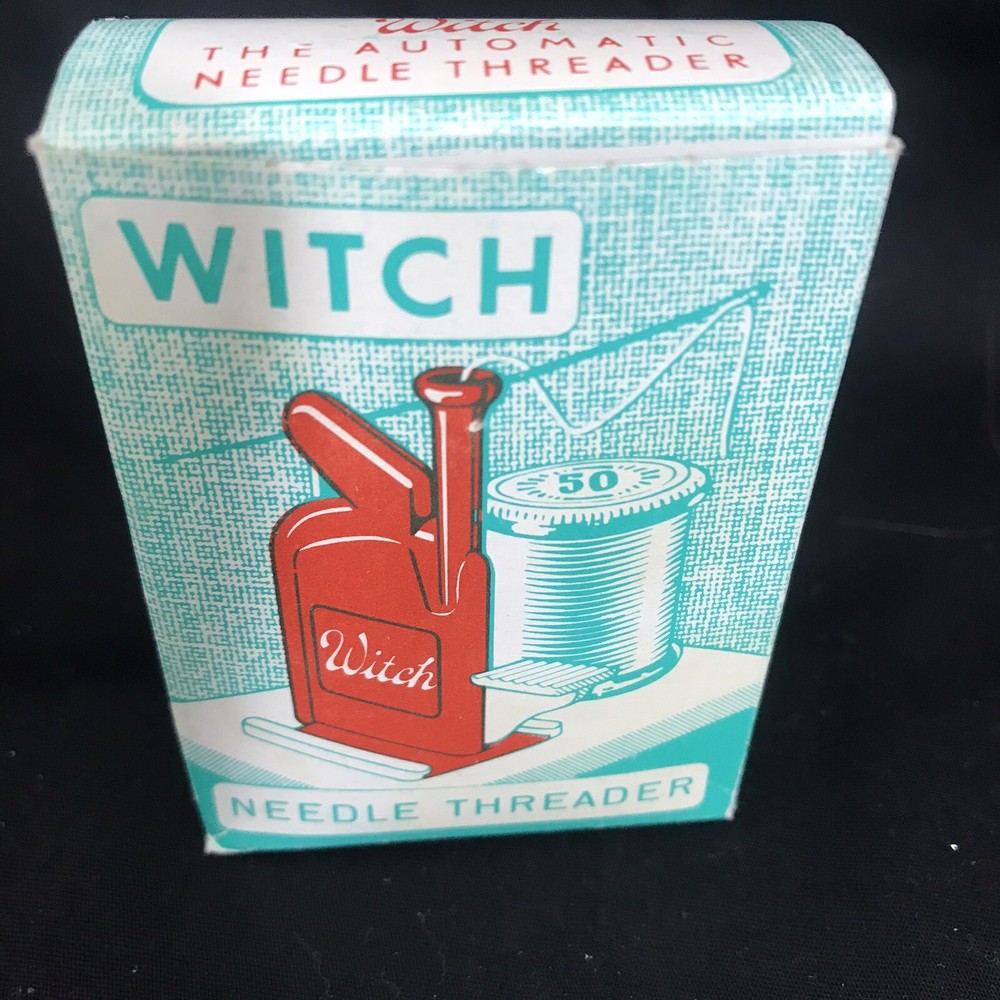 Witch
THE AUTOMATIC
NEEDLE THREADER
WITCH
50
Witch
NEEDLE THREADER